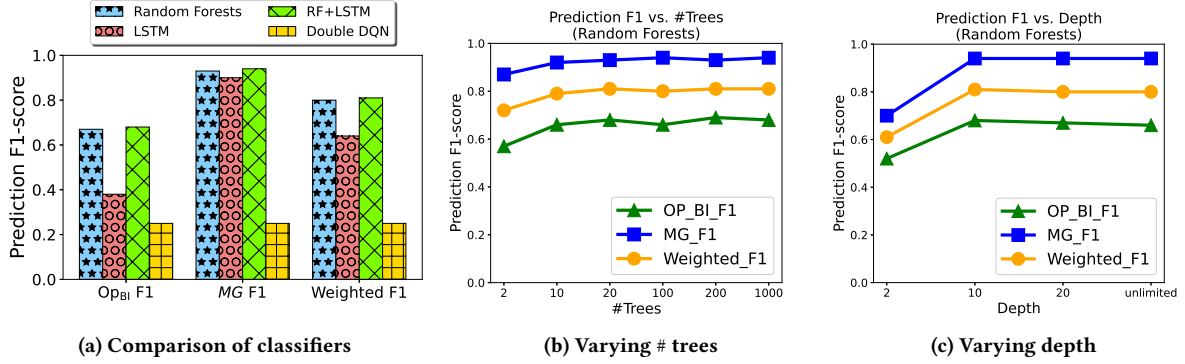 Random Forests
LSTM
RF+LSTM
Double DQN
Prediction F1-score
1.0
0.8
0.6
0.4
0.2
0.0
Op_BI F1
MG F1
Weighted F1
(a) Comparison of classifiers
Prediction F1 vs. #Trees
(Random Forests)
Prediction F1-score
1.0
0.8
0.6
0.4
0.2
0.0
OP_BI_F1
MG_F1
Weighted_F1
2 10 20 100 200 1000
#Trees
(b) Varying # trees
Prediction F1 vs. Depth
(Random Forests)
Prediction F1-score
1.0
0.8
0.6
0.4
0.2
0.0
OP_BI_F1
MG_F1
Weighted_F1
2 10 20 unlimited
Depth
(c) Varying depth